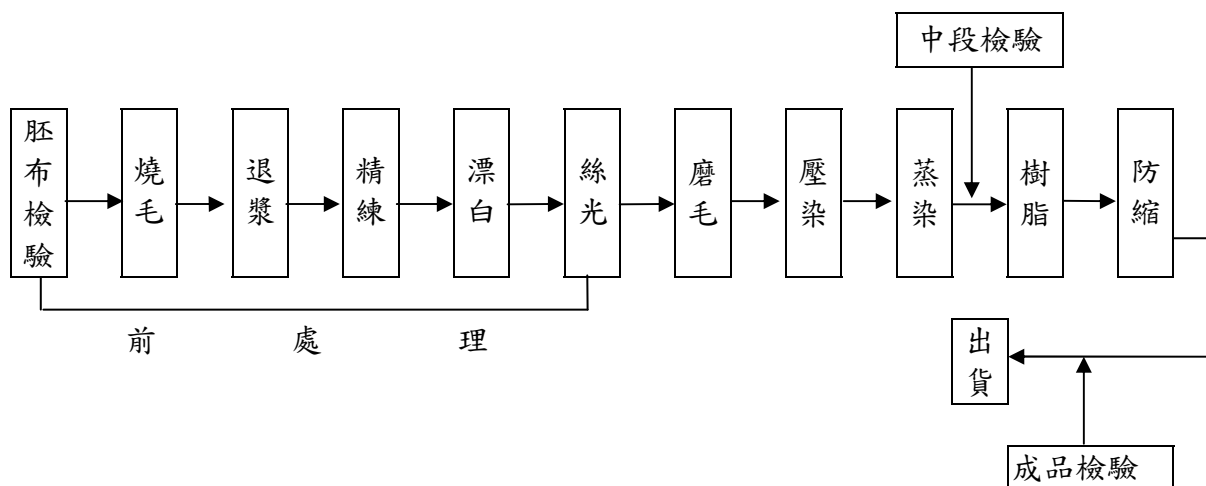 中段檢驗
胚布檢驗
燒毛
退漿
精練
漂白
絲光
磨毛
壓染
蒸染
樹脂
防縮
前處理
出貨
成品檢驗